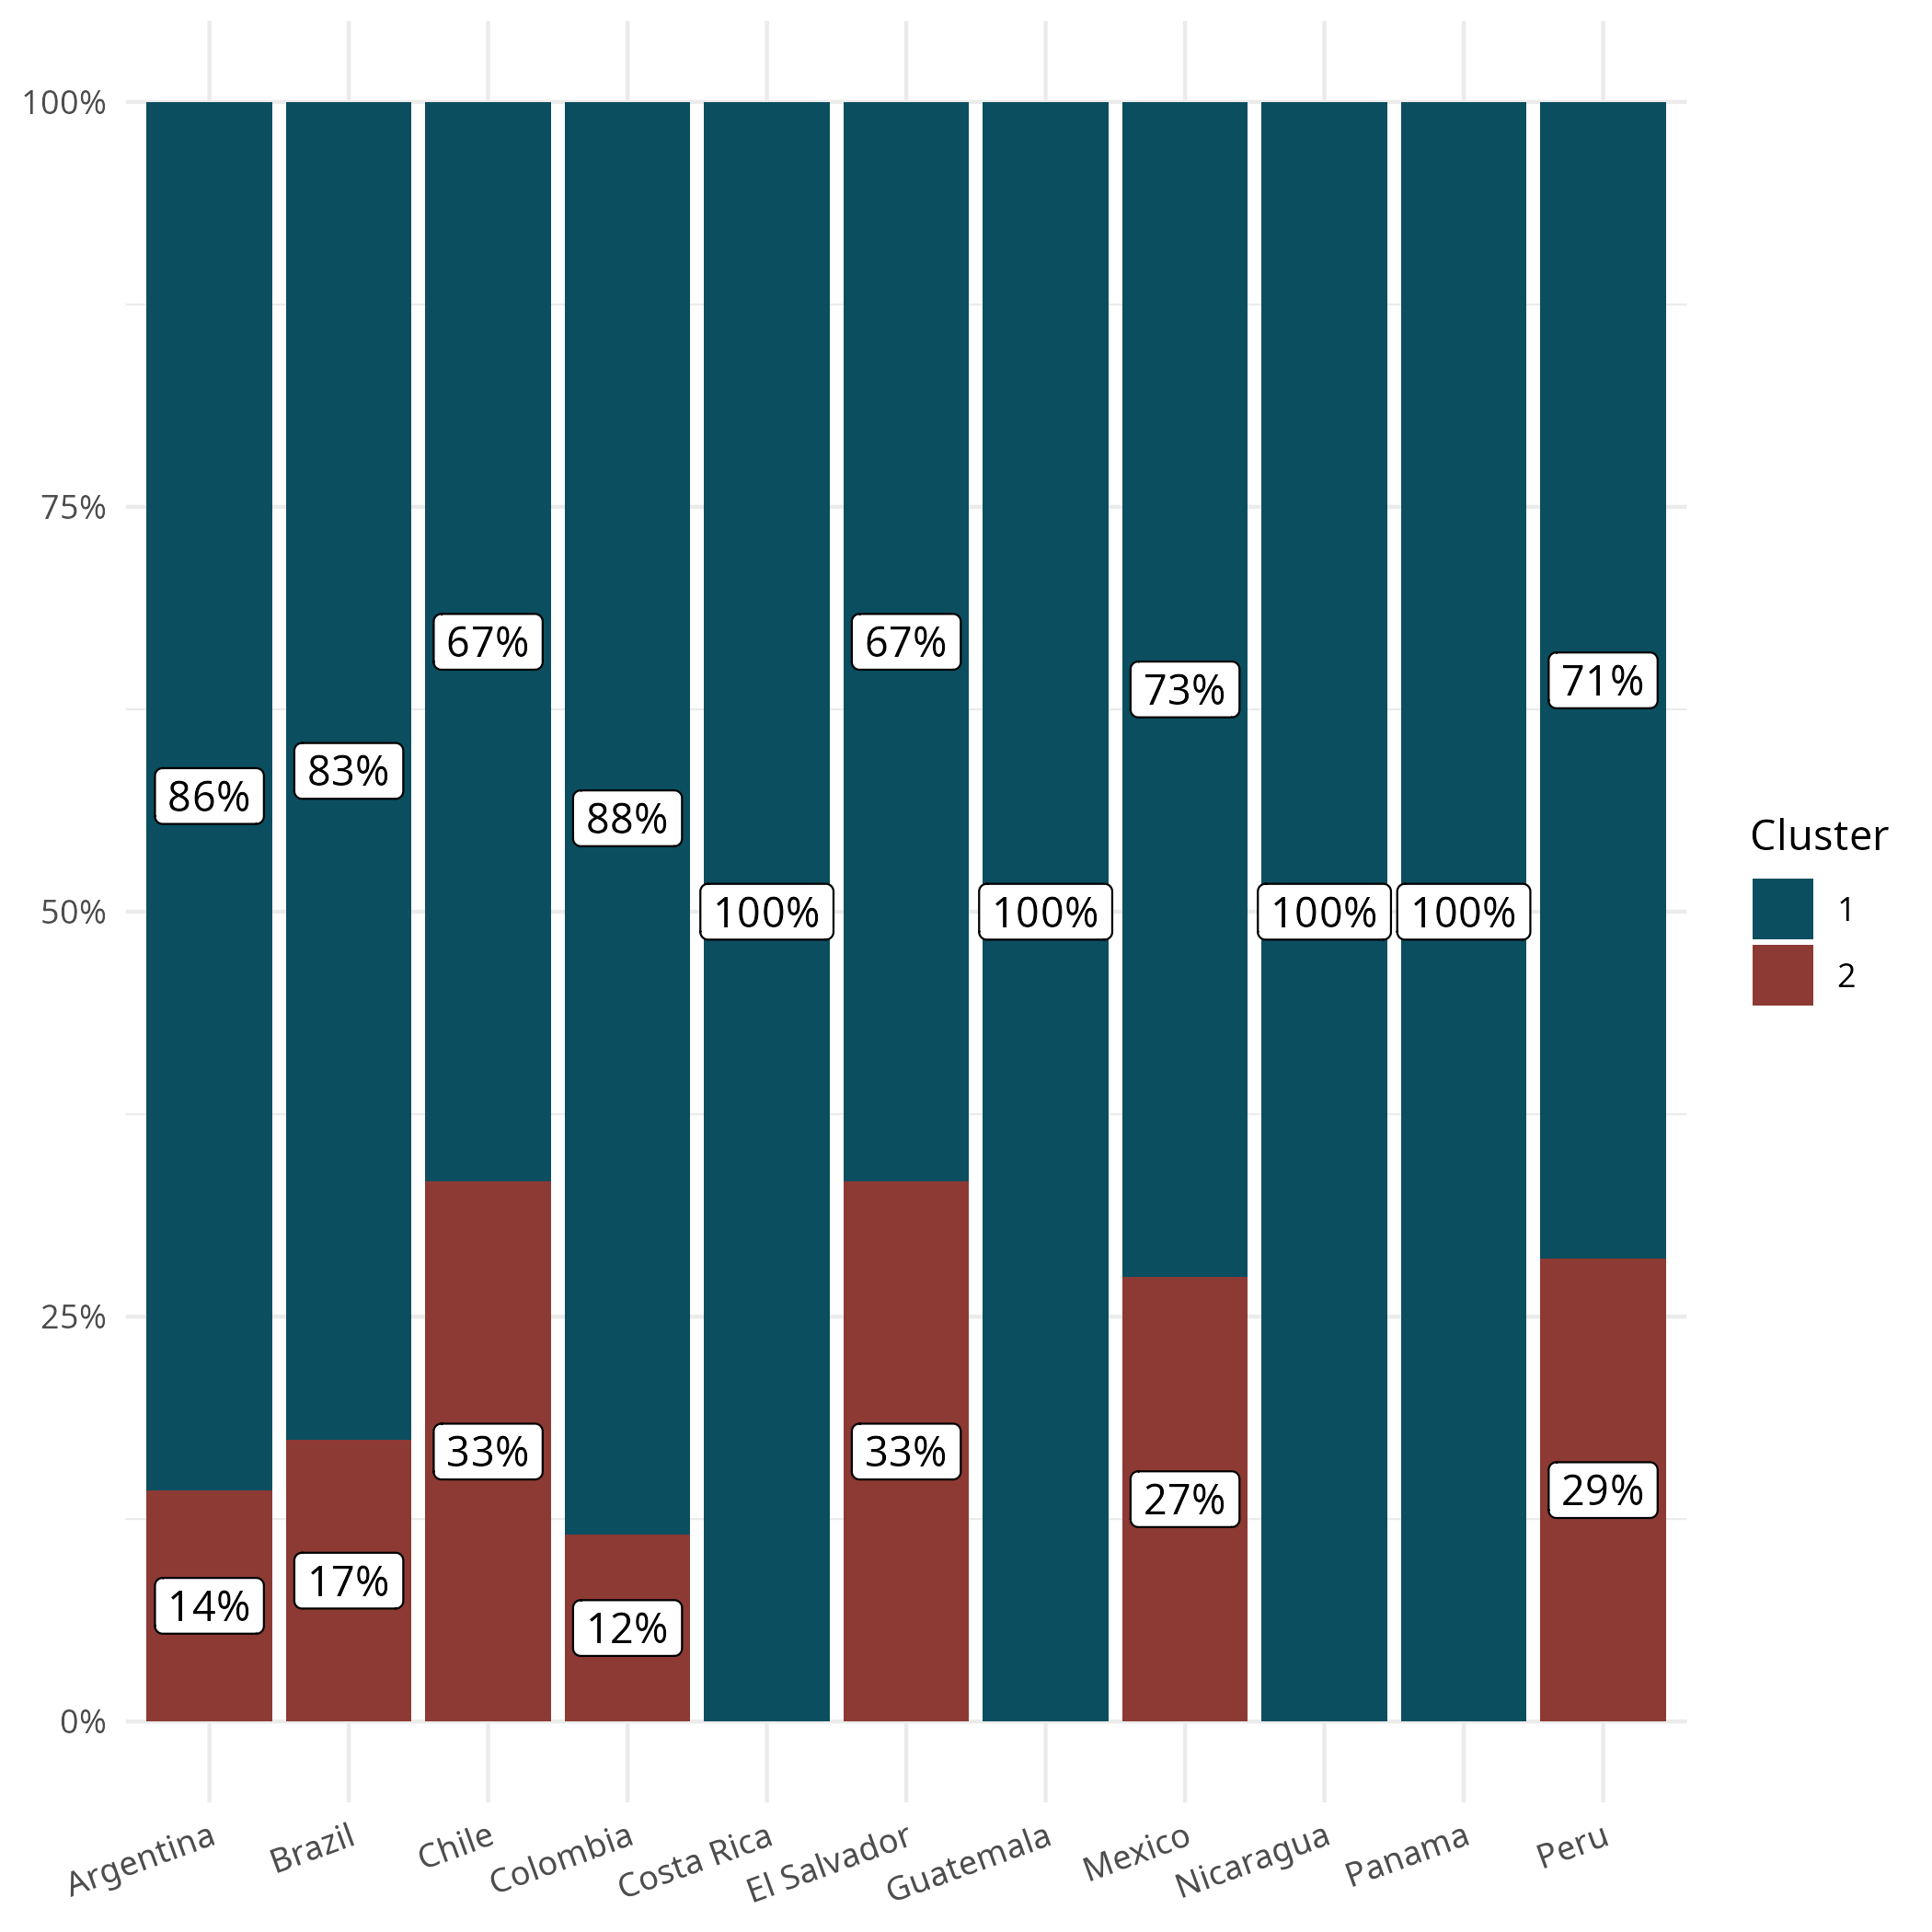 100%
75%
50%
25%
0%
67%
67%
71%
73%
83%
86%
88%
100%
100%
100%
100%
33%
33%
29%
27%
17%
14%
12%
Argentina
Brazil
Chile
Colombia
Costa Rica
El Salvador
Guatemala
Mexico
Nicaragua
Panama
Peru
Cluster
1
2